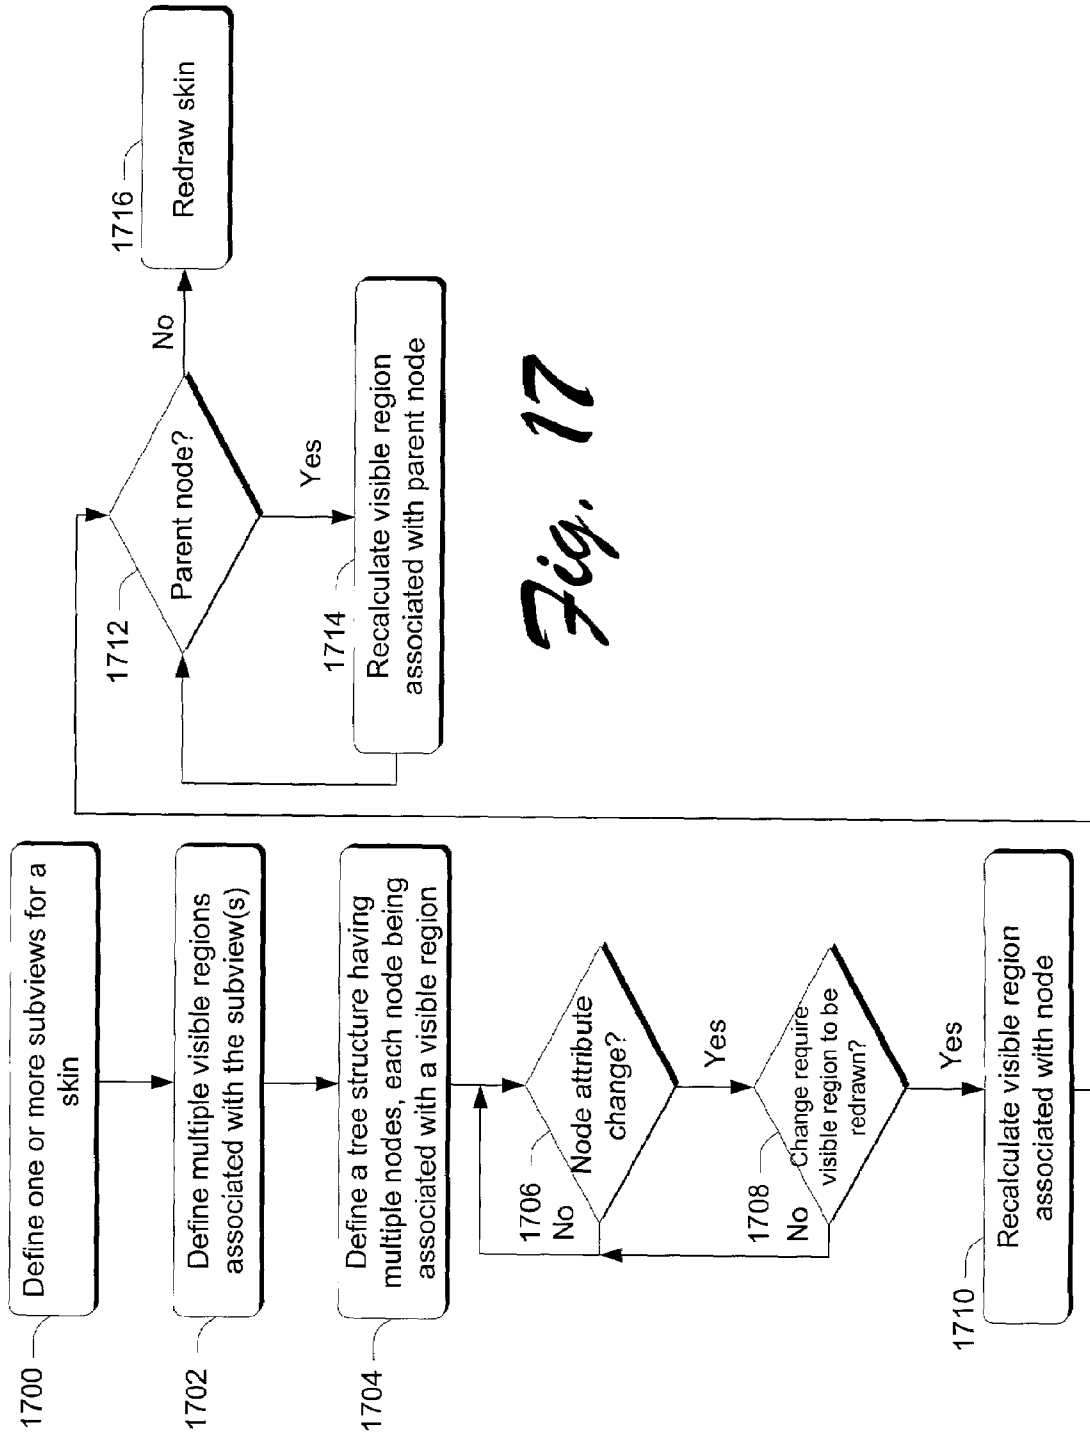 1700
Define one or more subviews for a
skin
1702
Define multiple visible regions
associated with the subview(s)
1704
Define a tree structure having
multiple nodes, each node being
associated with a visible region
1706
No
Node attribute
change?
Yes
1708
No
Change require
visible region to be
redrawn?
Yes
1710
Recalculate visible region
associated with node
1712
Parent node?
No
Yes
1714
Recalculate visible region
associated with parent node
1716
Redraw skin
Fig. 17